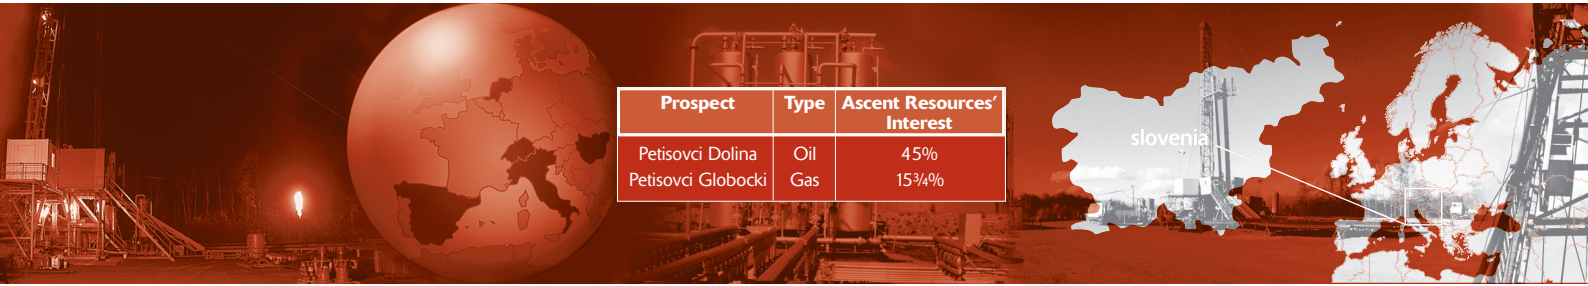 Prospect Type Ascent Resources’
Interest
Petisovci Dolina Oil 45%
Petisovci Globocki Gas 15¾%
slovenia